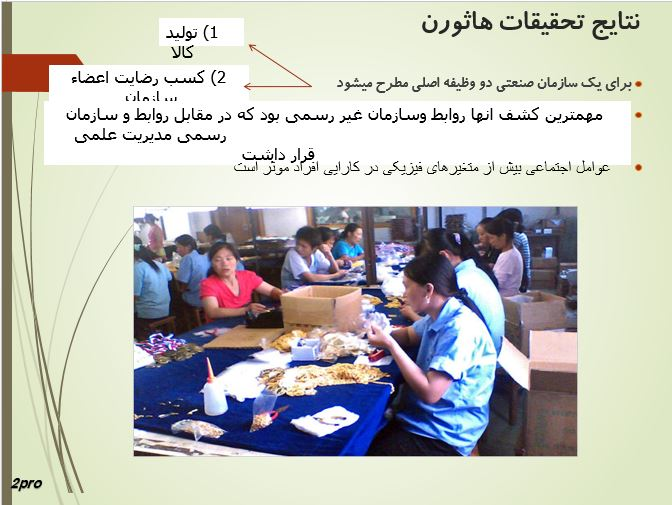 نتایج تحقیقات هاثورن
برای یک سازمان صنعتی دو وظیفه اصلی مطرح میشود
1) تولید
کالا
2) کسب رضایت اعضاء
سازمان
مهمترین کشف انها روابط وسازمان غیر رسمی بود که در مقابل روابط و سازمان
رسمی مدیریت علمی
قرار داشت
عوامل اجتماعی بیش از متغیرهای فیزیکی در کارایی افراد موثر است
2pro